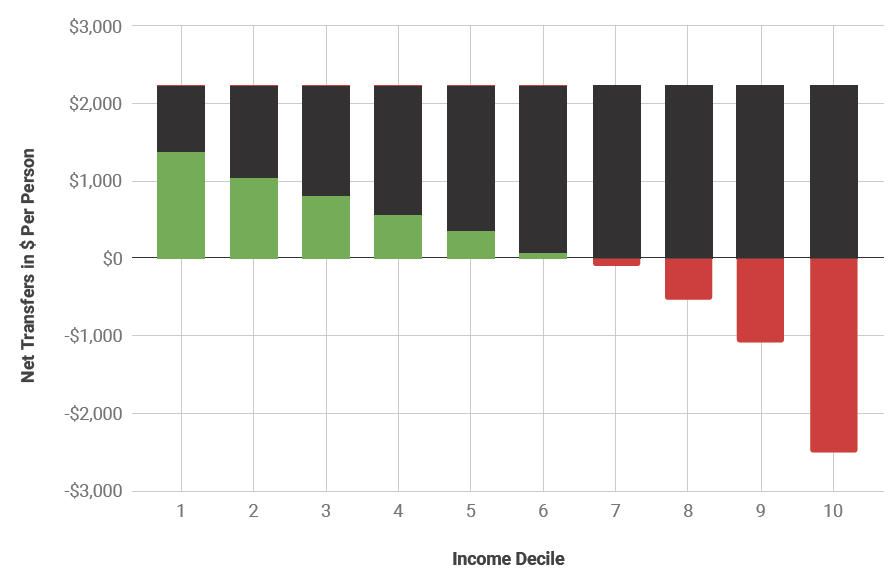 $3,000
$2,000
$1,000
$0
-$1,000
-$2,000
-$3,000
Net Transfers in $ Per Person
1 2 3 4 5 6 7 8 9 10
Income Decile